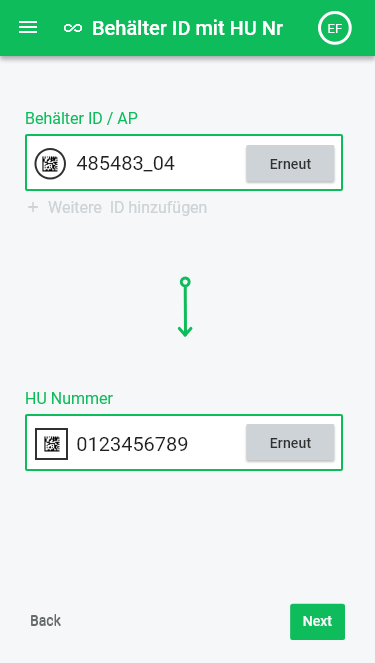 Behälter ID mit HU Nr
EF
Behälter ID / AP
485483_04
Erneut
+ Weitere ID hinzufügen
HU Nummer
0123456789
Erneut
Back
Next